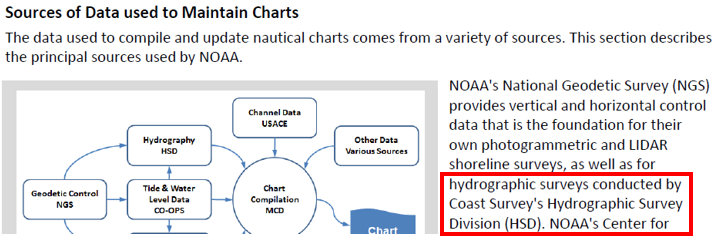 Sources of Data used to Maintain Charts
The data used to compile and update nautical charts comes from a variety of sources. This section describes
the principal sources used by NOAA.
Channel Data
USACE
Hydrography
HSD
Other Data
Various Sources
Geodetic Control
NGS
Tide & Water
Level Data
CO-OPS
Chart
Compilation
MCD
Chart
NOAA's National Geodetic Survey (NGS)
provides vertical and horizontal control
data that is the foundation for their
own photogrammetric and LIDAR
shoreline surveys, as well as for
hydrographic surveys conducted by
Coast Survey's Hydrographic Survey
Division (HSD). NOAA's Center for